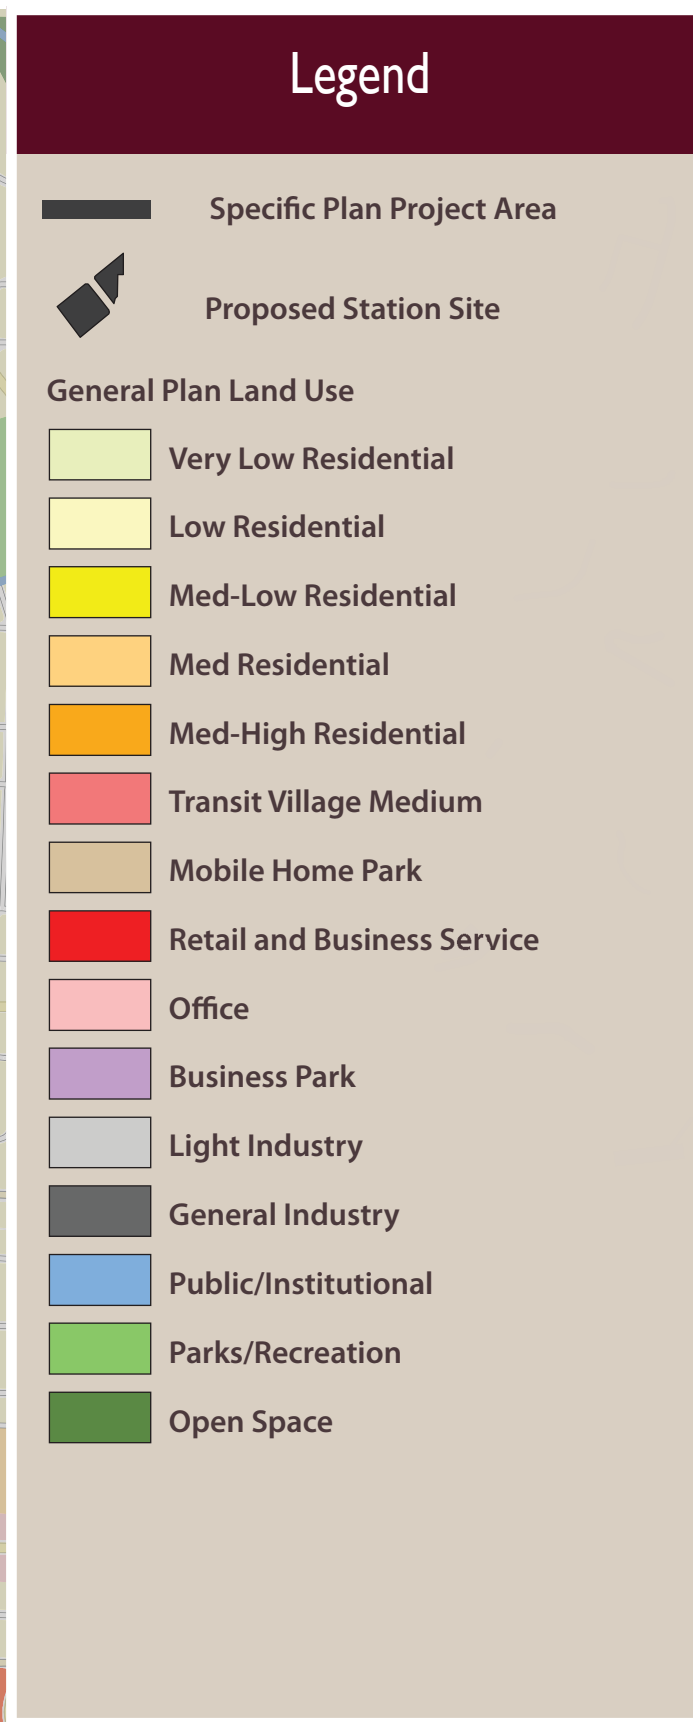 Legend
Specific Plan Project Area
Proposed Station Site
General Plan Land Use
Very Low Residential
Low Residential
Med-Low Residential
Med Residential
Med-High Residential
Transit Village Medium
Mobile Home Park
Retail and Business Service
Office
Business Park
Light Industry
General Industry
Public/Institutional
Parks/Recreation
Open Space